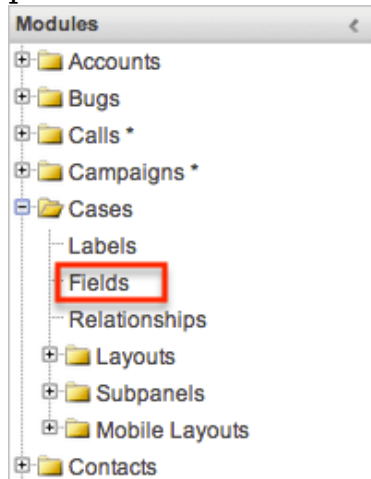 Modules <
Accounts
Bugs
Calls *
Campaigns *
Cases
Labels
Fields
Relationships
Layouts
Subpanels
Mobile Layouts
Contacts